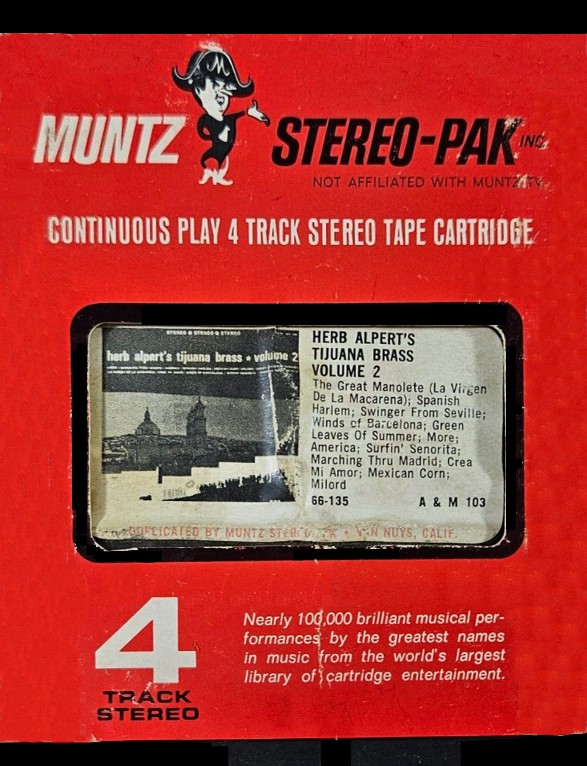 MUNTZ STEREO-PAK INC.
NOT AFFILIATED WITH MUNTZ TV
CONTINUOUS PLAY 4 TRACK STEREO TAPE CARTRIDGE
STEREO STEREO STEREO
herb alpert's tijuana brass • volume 2
HERB ALPERT'S
TIJUANA BRASS
VOLUME 2
The Great Manolete (La Virgen
De La Macarena); Spanish
Harlem; Swinger From Seville;
Winds of Barcelona; Green
Leaves Of Summer; More;
America; Surfin' Senorita;
Marching Thru Madrid; Crea
Mi Amor; Mexican Corn;
Milord
66-135 A & M 103
DUPLICATED BY MUNTZ STEREO-PAK • VAN NUYS, CALIF.
4
TRACK
STEREO
Nearly 100,000 brilliant musical per-
formances by the greatest names
in music from the world's largest
library of cartridge entertainment.